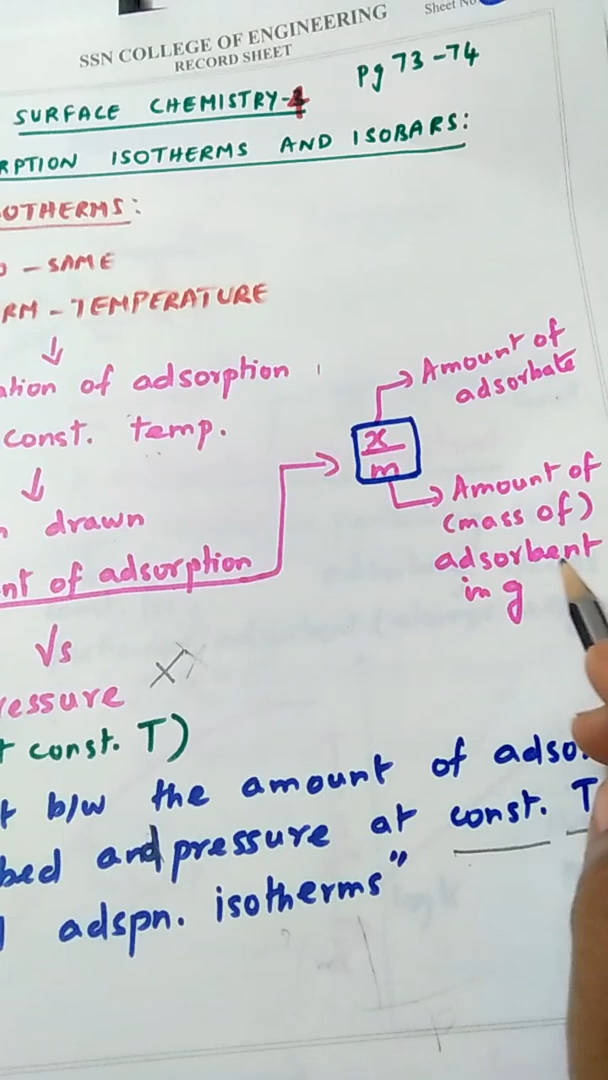 SSN COLLEGE OF ENGINEERING
Sheet No
RECORD SHEET
Pg 73-74
SURFACE CHEMISTRY-4
RPTION ISOTHERMS AND ISOBARS:
OTHERMS:
O - SAME
RM - TEMPERATURE
↓
ation of adsorption
const. temp.
↓
n drawn
nt of adsorption
x/m
Amount of
adsorbate
Amount of
(mass of)
adsorbent
in g
Vs
ressure
t const. T)
t b/w the amount of adso
bed and pressure at const. T
d adspn. isotherms"